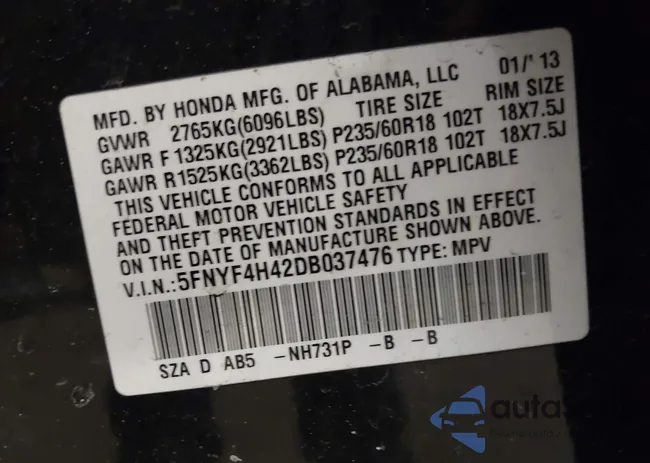 MFD. BY HONDA MFG. OF ALABAMA, LLC 01/'13
GVWR 2765KG(6096LBS) TIRE SIZE RIM SIZE
GAWR F 1325KG(2921LBS) P235/60R18 102T 18X7.5J
GAWR R1525KG(3362LBS) P235/60R18 102T 18X7.5J
THIS VEHICLE CONFORMS TO ALL APPLICABLE
FEDERAL MOTOR VEHICLE SAFETY
AND THEFT PREVENTION STANDARDS IN EFFECT
ON THE DATE OF MANUFACTURE SHOWN ABOVE.
V.I.N.:5FNYF4H42DB037476 TYPE: MPV
SZA D AB5 -NH731P -B -B